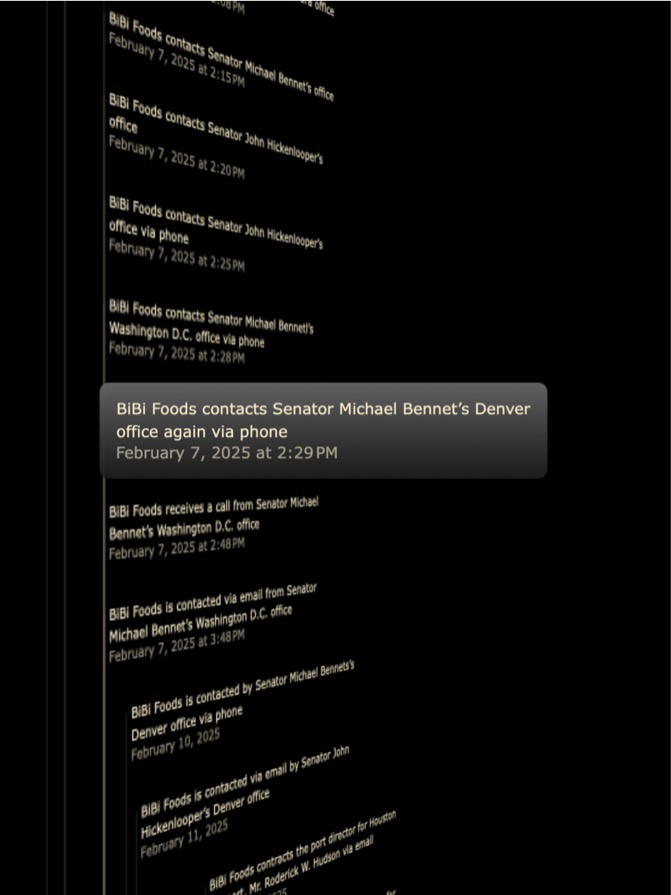 :08PM
office
BiBi Foods contacts Senator Michael Bennet's office
February 7, 2025 at 2:15PM
BiBi Foods contacts Senator John Hickenlooper's
office
February 7, 2025 at 2:20PM
BiBi Foods contacts Senator John Hickenlooper's
office via phone
February 7, 2025 at 2:25PM
BiBi Foods contacts Senator Michael Bennetl's
Washington D.C. office via phone
February 7, 2025 at 2:28PM
BiBi Foods contacts Senator Michael Bennet’s Denver
office again via phone
February 7, 2025 at 2:29 PM
BiBi Foods receives a call from Senator Michael
Bennet's Washington D.C. office
February 7, 2025 at 2:48PM
BiBi Foods is contacted via email from Senator
Michael Bennet's Washington D.C. office
February 7, 2025 at 3:48PM
BiBi Foods is contacted by Senator Michael Bennets's
Denver office via phone
February 10, 2025
BiBi Foods is contacted via email by Senator John
Hickenlooper's Denver office
February 11, 2025
BiBi Foods contracts the port director for Houston
Mr. Roderick W. Hudson via email